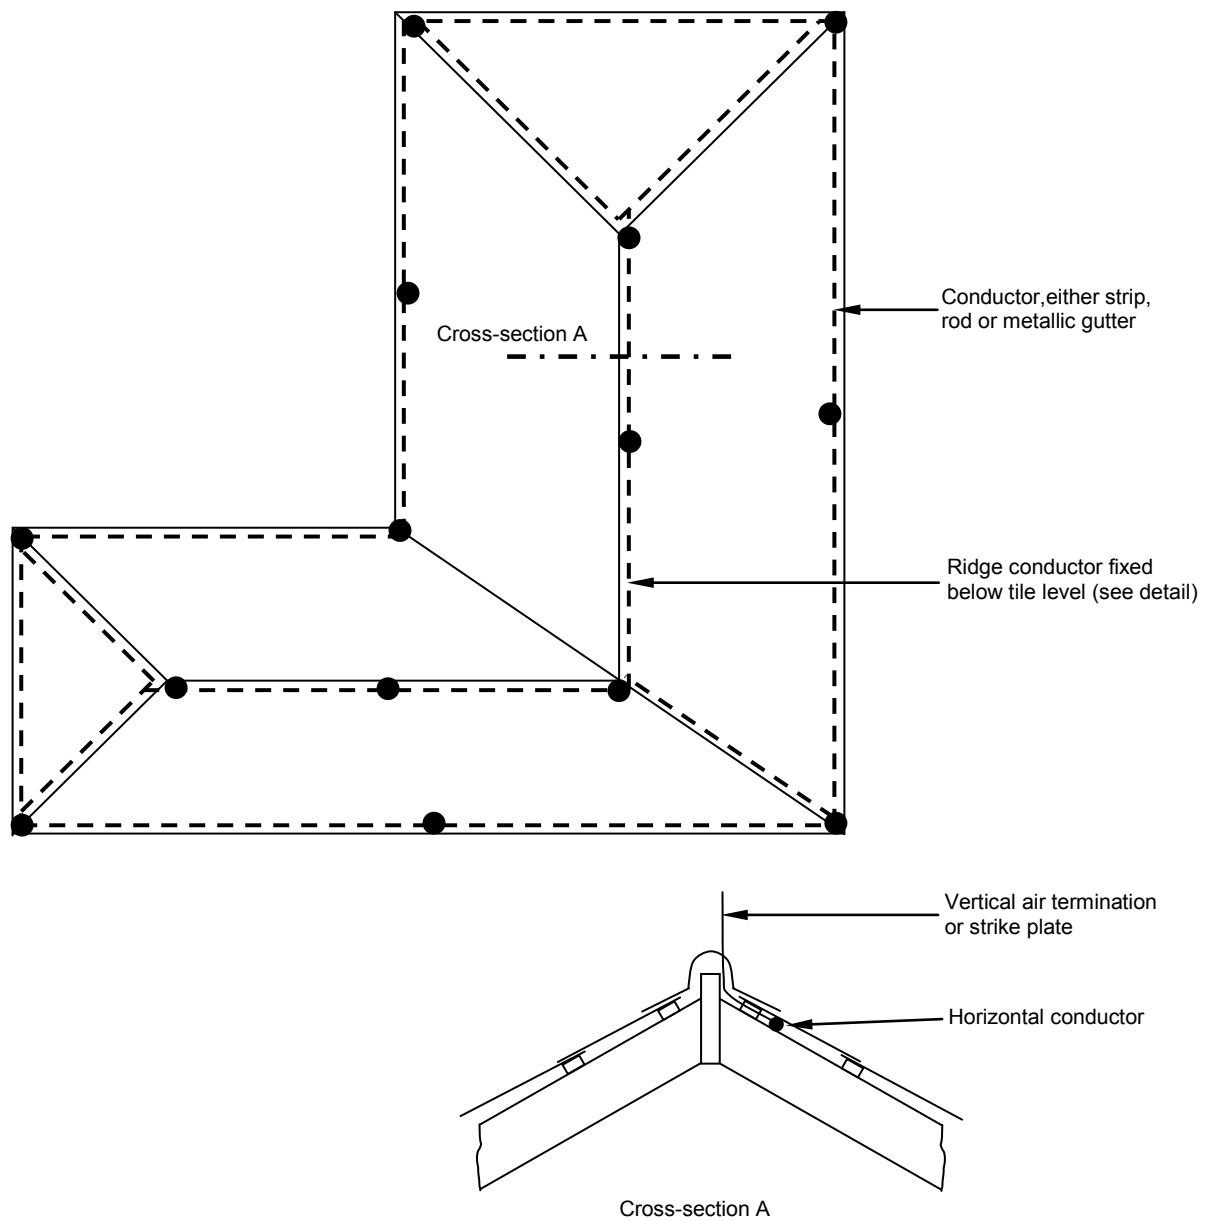 Conductor,either strip,
rod or metallic gutter
Cross-section A
Ridge conductor fixed
below tile level (see detail)
Vertical air termination
or strike plate
Horizontal conductor
Cross-section A